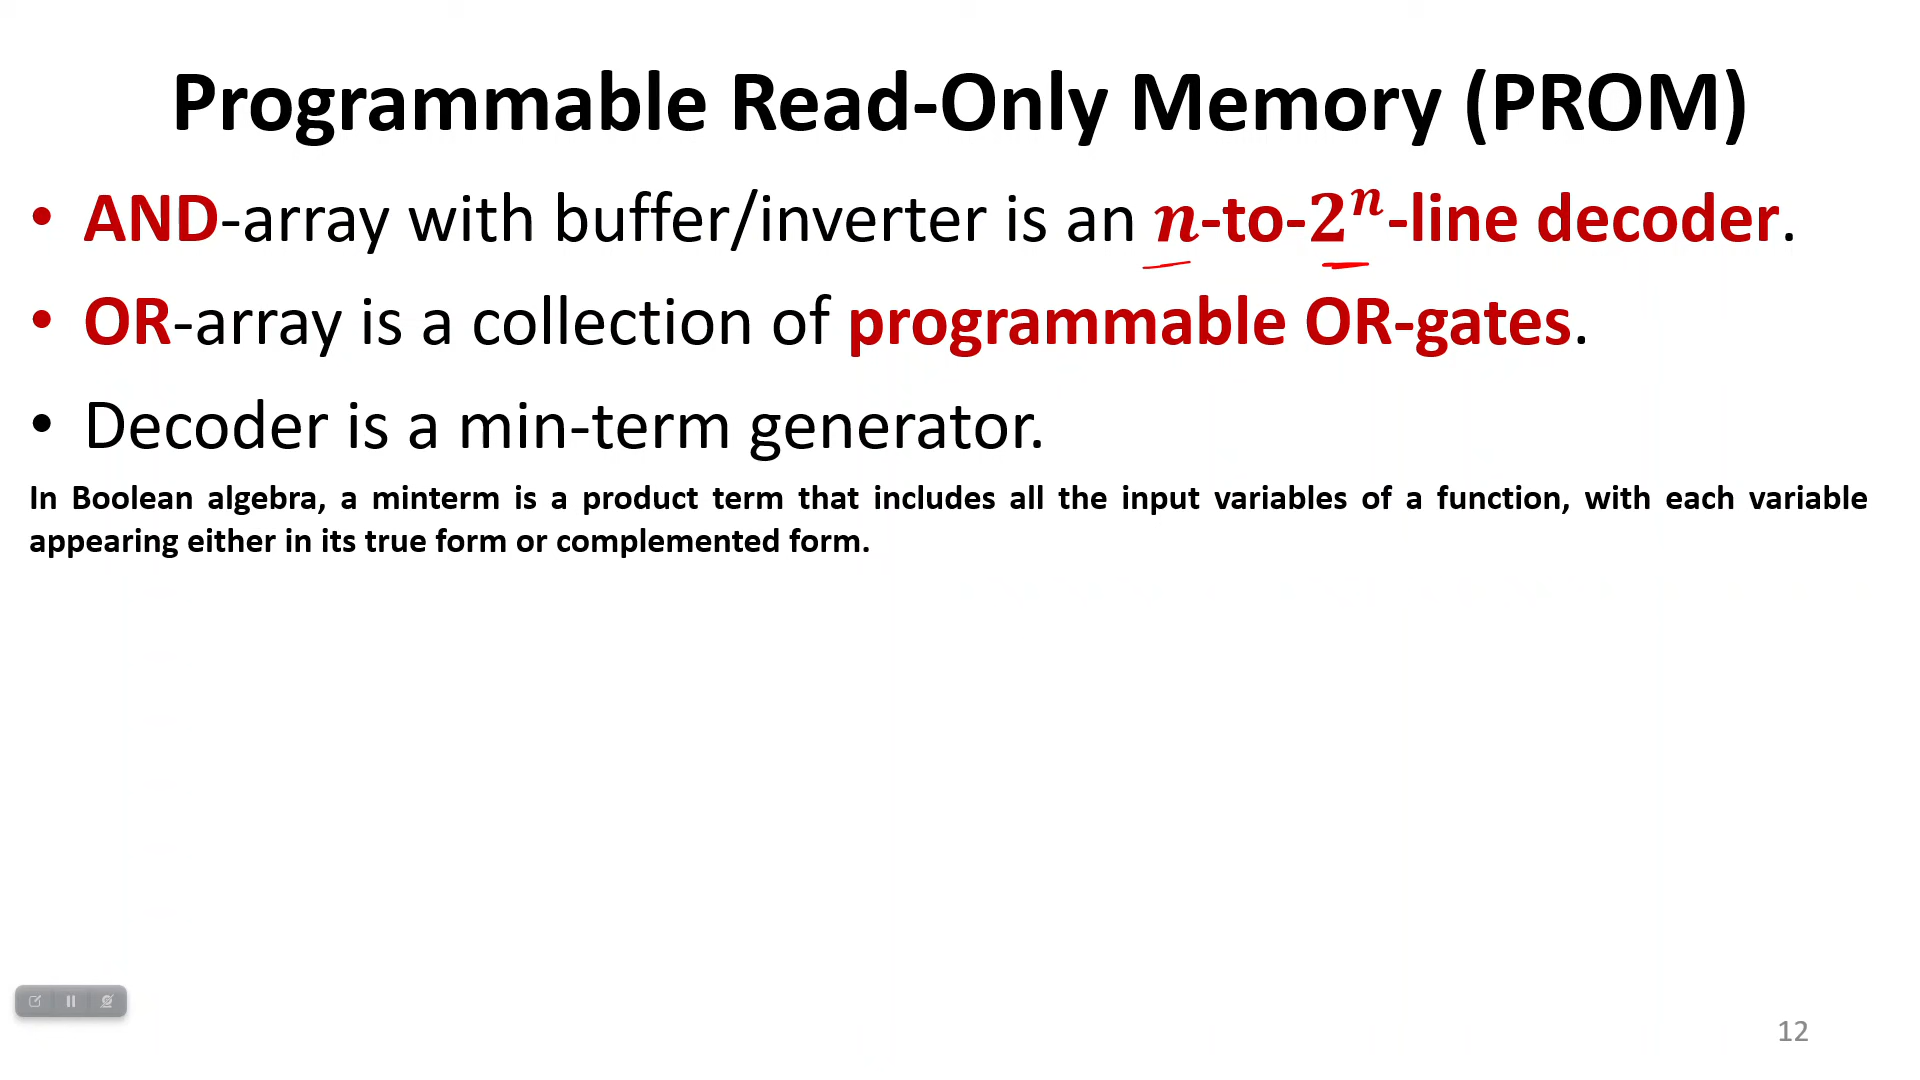 Programmable Read-Only Memory (PROM)
• AND-array with buffer/inverter is an n-to-2ⁿ-line decoder.
• OR-array is a collection of programmable OR-gates.
• Decoder is a min-term generator.
In Boolean algebra, a minterm is a product term that includes all the input variables of a function, with each variable
appearing either in its true form or complemented form.
12